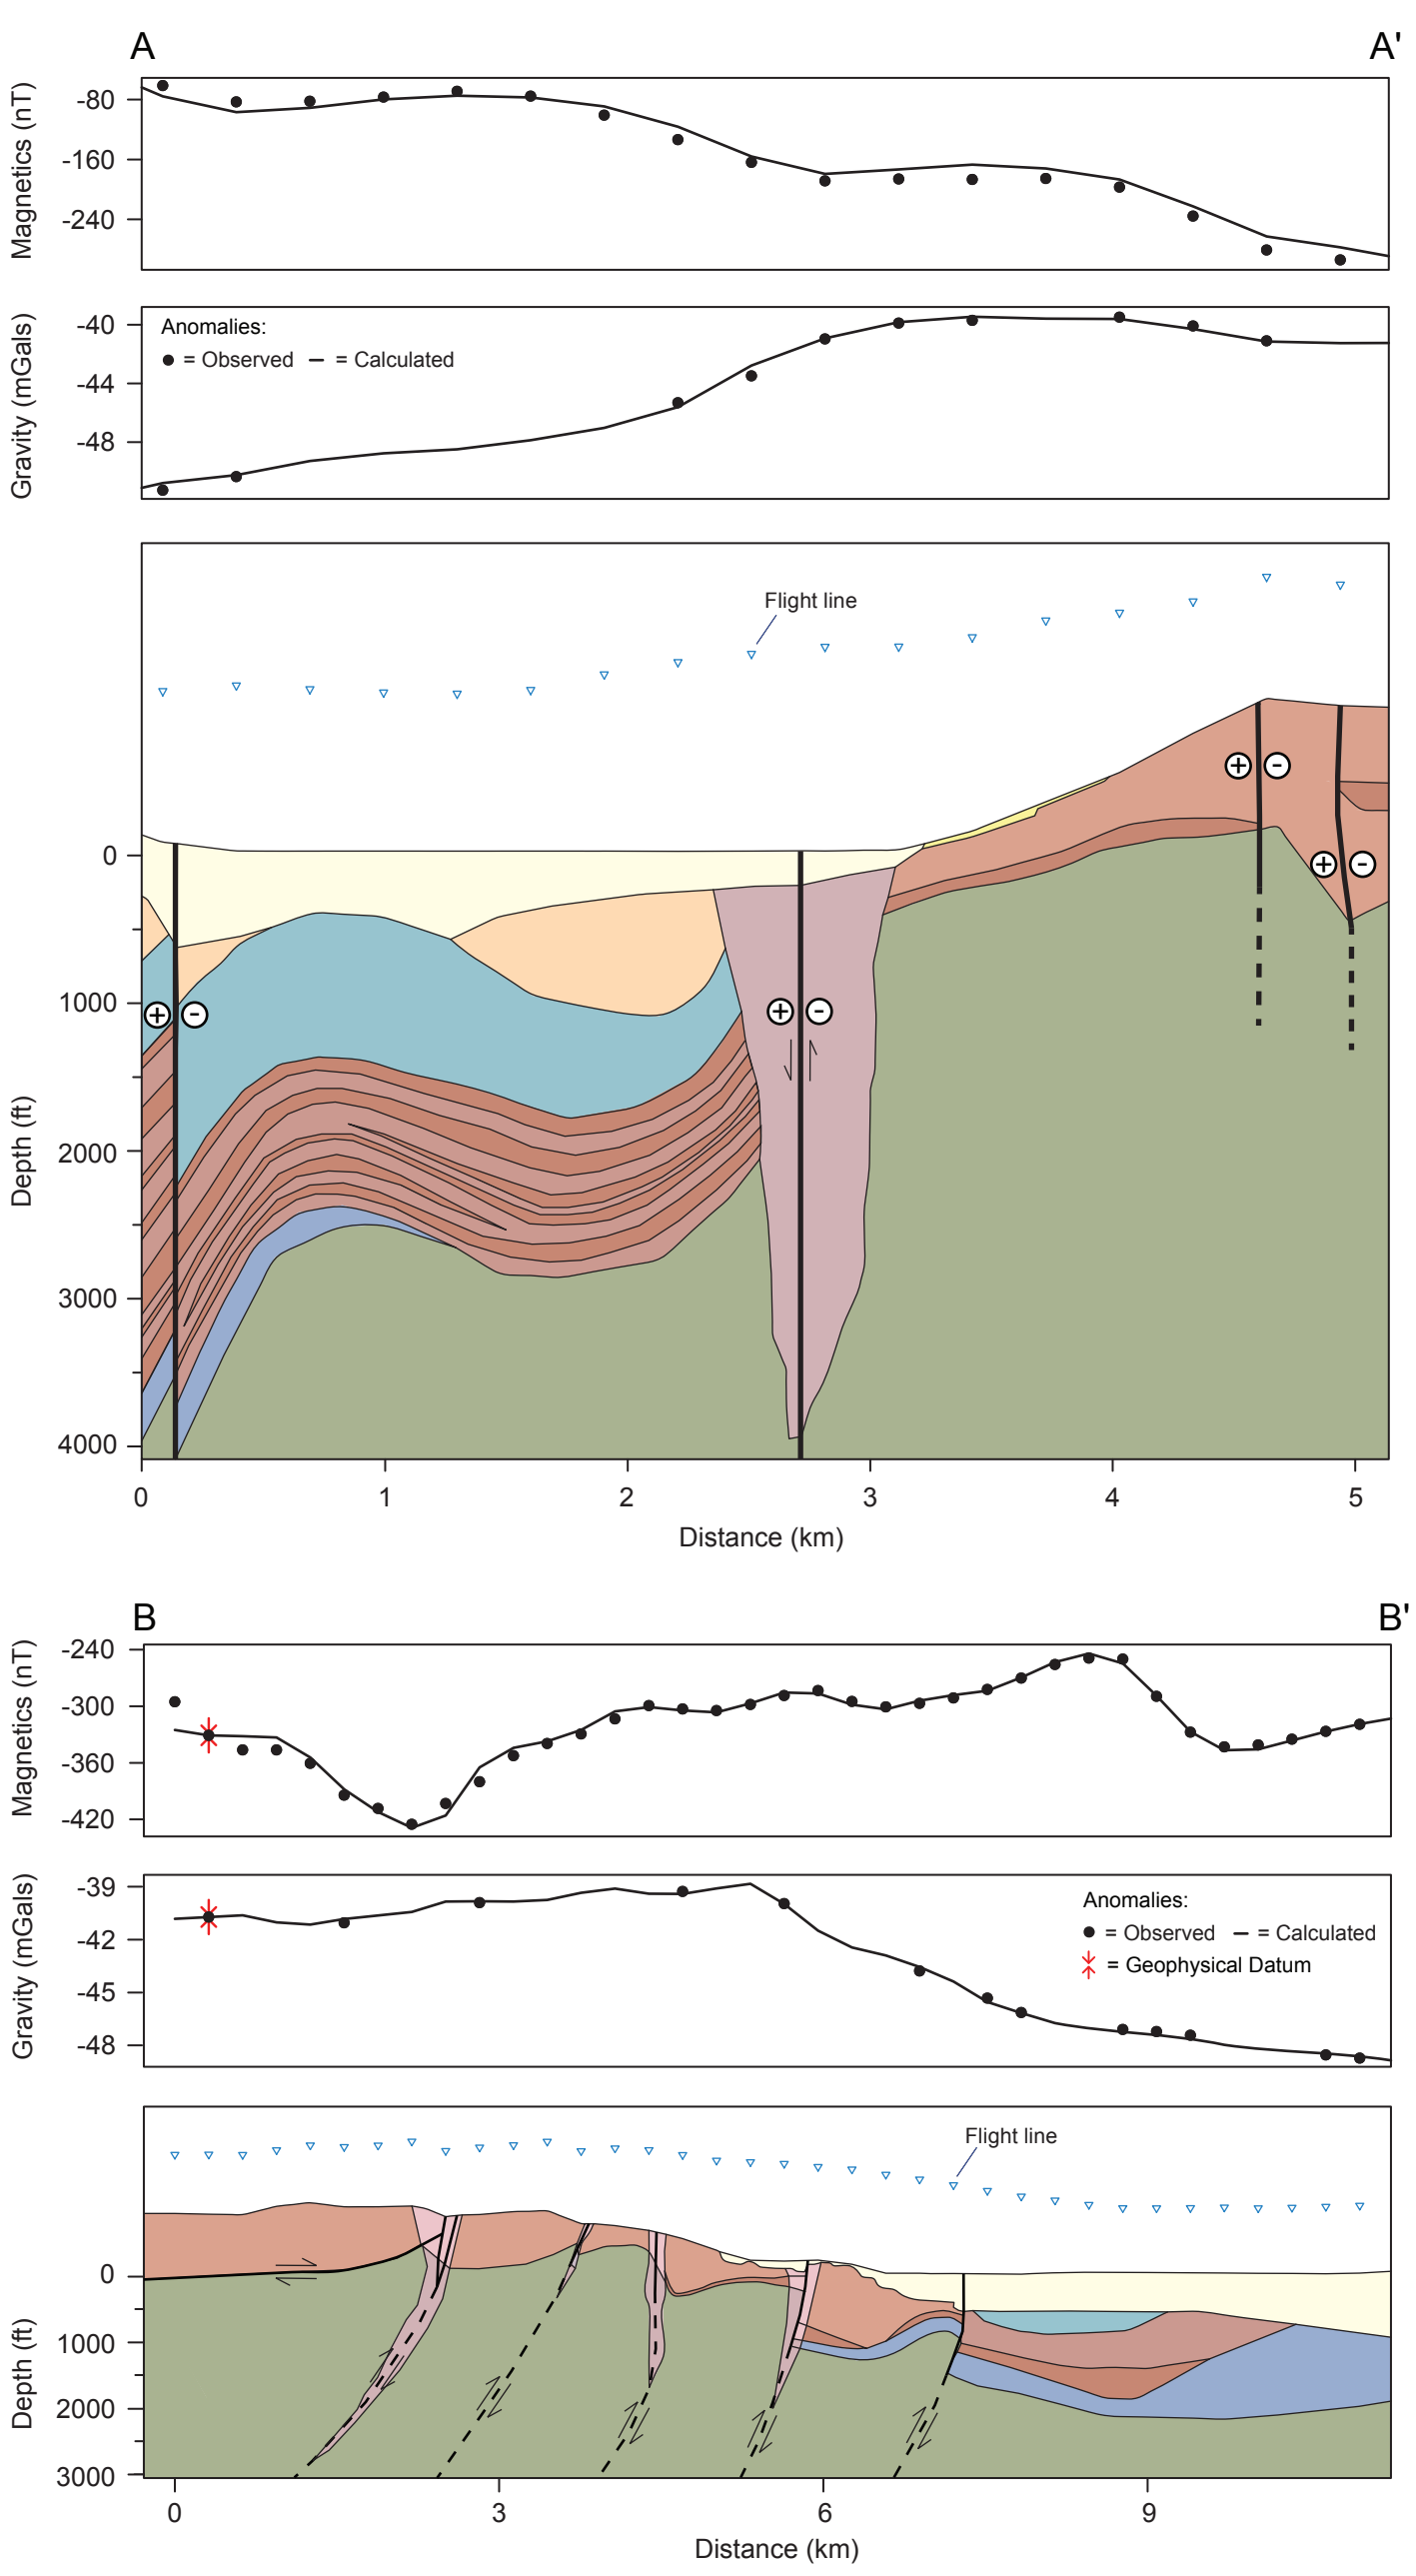 A A'
Magnetics (nT)
-80
-160
-240
Gravity (mGals)
-40
-44
-48
Anomalies:
= Observed = Calculated
Flight line
+ -
+ -
+ -
+ -
Depth (ft)
0
1000
2000
3000
4000
0 1 2 3 4 5
Distance (km)
B B'
Magnetics (nT)
-240
-300
-360
-420
Gravity (mGals)
-39
-42
-45
-48
Anomalies:
= Observed = Calculated
= Geophysical Datum
Flight line
Depth (ft)
0
1000
2000
3000
0 3 6 9
Distance (km)